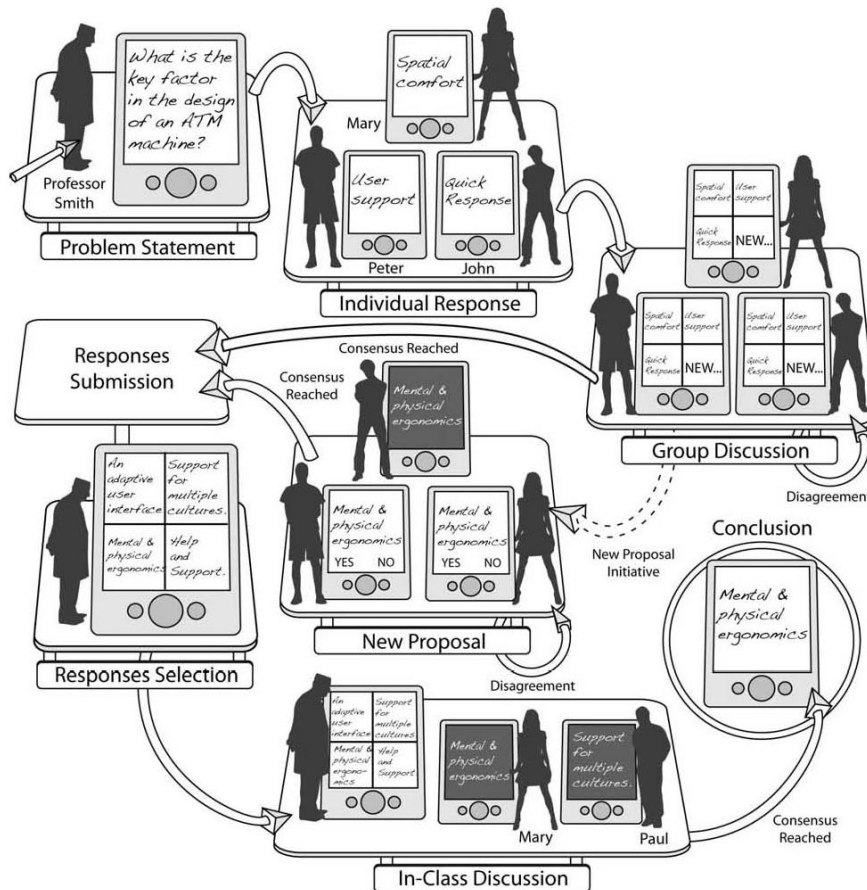 What is the
key factor
in the design
of an ATM
machine?
Professor
Smith
Problem Statement
Spatial
comfort
Mary
User
support
Quick
Response
Peter
John
Individual Response
Spatial
comfort
User
support
Quick
Response
NEW...
Spatial
comfort
User
support
Quick
Response
NEW...
Spatial
comfort
User
support
Quick
Response
NEW...
Group Discussion
Disagreement
Consensus Reached
Responses
Submission
Consensus
Reached
Mental &
physical
ergonomics
Mental &
physical
ergonomics
YES NO
Mental &
physical
ergonomics
YES NO
New Proposal
Disagreement
New Proposal
Initiative
An
adaptive
user
interface
Support
for
multiple
cultures.
Mental &
physical
ergonomics
Help
and
Support.
Responses Selection
Conclusion
Mental &
physical
ergonomics
An
adaptive
user
interface
Support
for
multiple
cultures
Mental &
physical
ergono-
mics
Help
and
Support
Mental &
physical
ergonomics
Mary
Support
for
multiple
cultures.
Paul
Consensus
Reached
In-Class Discussion